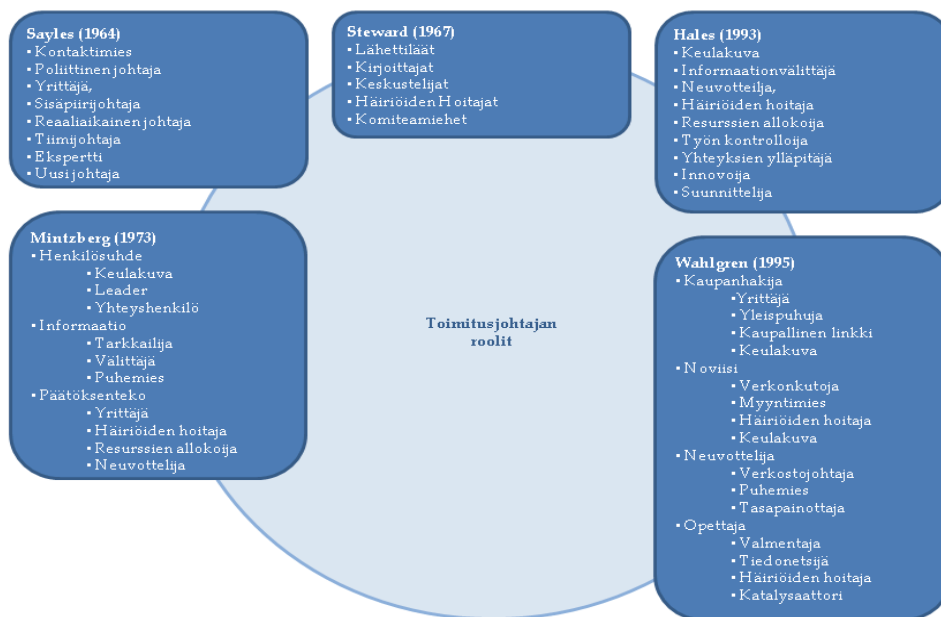 Sayles (1964)
▪ Kontaktimies
▪ Poliittinen johtaja
▪ Yrittäjä,
▪ Sisäpiirijohtaja
▪ Reaaliaikainen johtaja
▪ Tiimijohtaja
▪ Ekspertti
▪ Uusi johtaja
Steward (1967)
▪ Lähettiläät
▪ Kirjoittajat
▪ Keskustelijat
▪ Häiriöiden Hoitajat
▪ Komiteamiehet
Hales (1993)
▪ Keulakuva
▪ Informaationvälittäjä
▪ Neuvotteilja,
▪ Häiriöiden hoitaja
▪ Resurssien allokoija
▪ Työn kontrolloija
▪ Yhteyksien ylläpitäjä
▪ Innovoija
▪ Suunnittelija
Mintzberg (1973)
▪ Henkilösuhde
▪ Keulakuva
▪ Leader
▪ Yhteyshenkilö
▪ Informaatio
▪ Tarkkailija
▪ Välittäjä
▪ Puhemies
▪ Päätöksenteko
▪ Yrittäjä
▪ Häiriöiden hoitaja
▪ Resurssien allokoija
▪ Neuvottelija
Toimitusjohtajan
roolit
Wahlgren (1995)
▪ Kaupanhakija
▪ Yrittäjä
▪ Yleispuhuja
▪ Kaupallinen linkki
▪ Keulakuva
▪ Noviisi
▪ Verkonkutoja
▪ Myyntimies
▪ Häiriöiden hoitaja
▪ Keulakuva
▪ Neuvottelija
▪ Verkostojohtaja
▪ Puhemies
▪ Tasapainottaja
▪ Opettaja
▪ Valmentaja
▪ Tiedonetsijä
▪ Häiriöiden hoitaja
▪ Katalysaattori